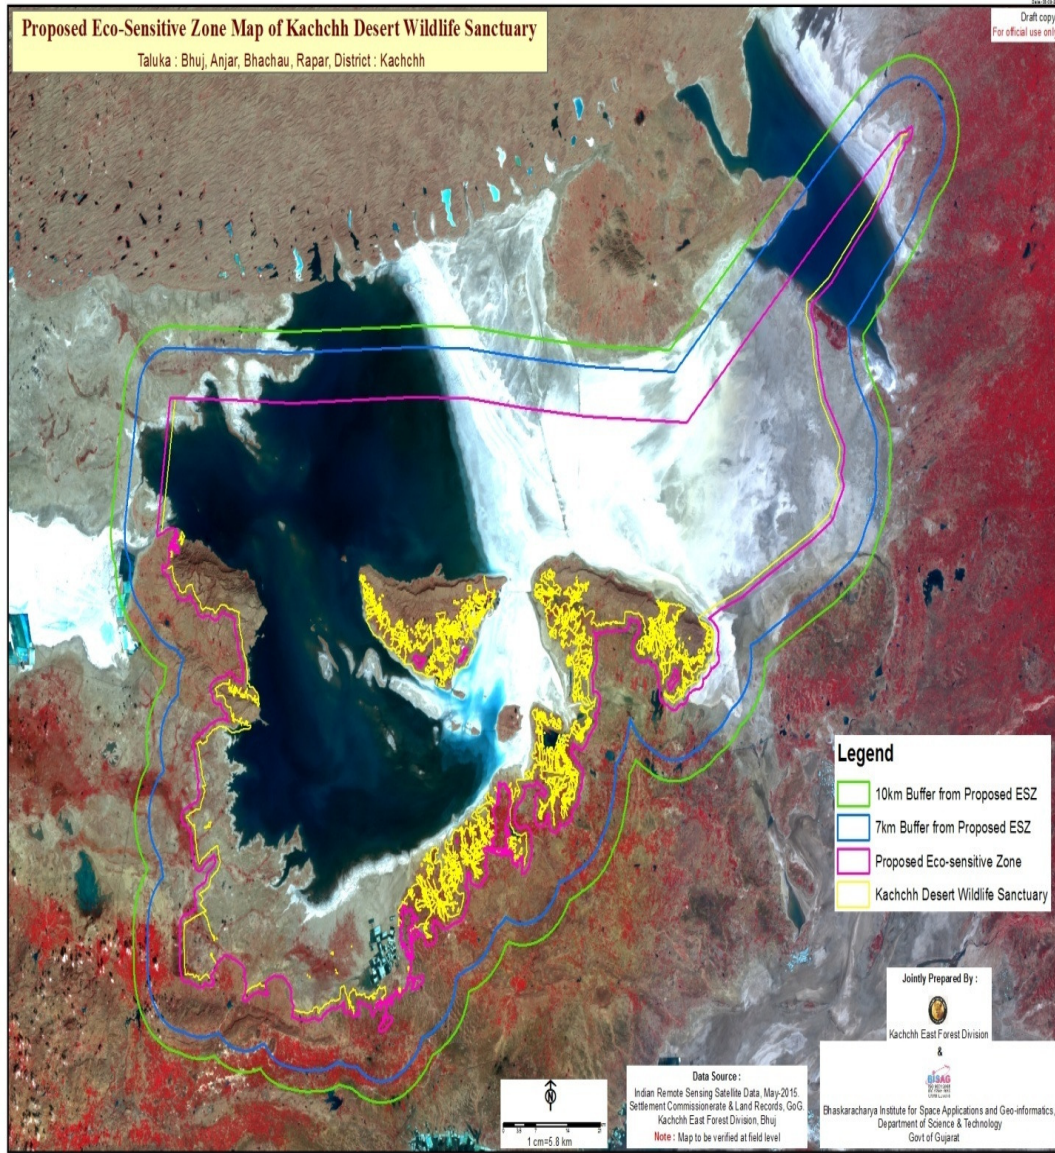 Proposed Eco-Sensitive Zone Map of Kachchh Desert Wildlife Sanctuary
Taluka : Bhuj, Anjar, Bhachau, Rapar, District : Kachchh
Draft copy
For official use only
Legend
10km Buffer from Proposed ESZ
7km Buffer from Proposed ESZ
Proposed Eco-sensitive Zone
Kachchh Desert Wildlife Sanctuary
Jointly Prepared By :
Kachchh East Forest Division
&
BISAG
Bhaskaracharya Institute for Space Applications and Geo-informatics,
Department of Science & Technology
Govt of Gujarat
Data Source :
Indian Remote Sensing Satellite Data, May-2015.
Settlement Commissionerate & Land Records, GoG.
Kachchh East Forest Division, Bhuj
Note : Map to be verified at field level
N
1 cm=5.8 km